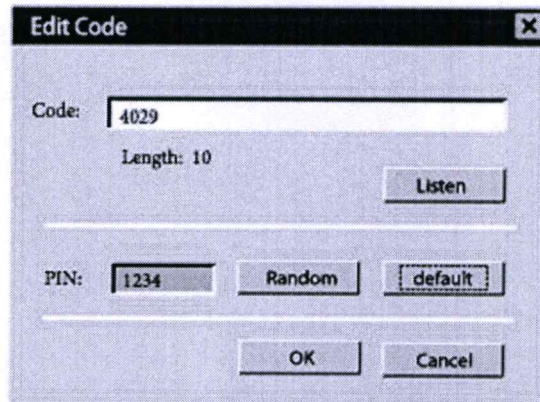 Edit Code
Code: 4029
Length: 10
Listen
PIN: 1234 Random default
OK Cancel